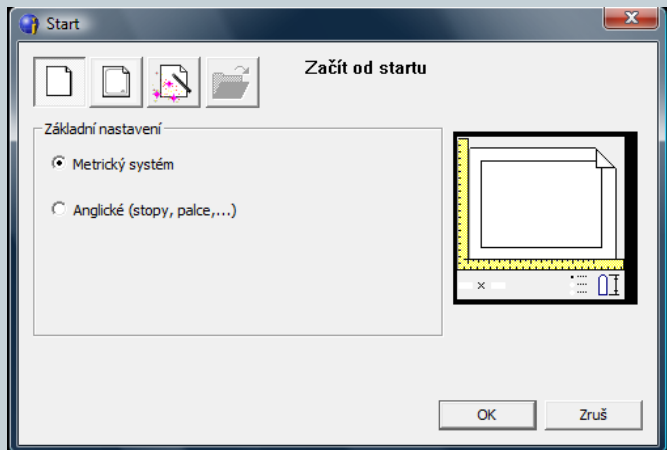 Start
Začít od startu
Základní nastavení
Metrický systém
Anglické (stopy, palce,...)
OK
Zruš